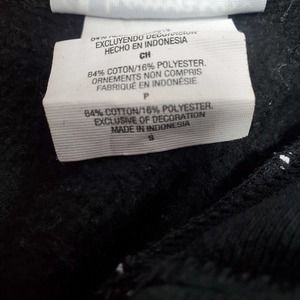 EXCLUYENDO DECORACION
HECHO EN INDONESIA
CH
84% COTON/16% POLYESTER.
ORNEMENTS NON COMPRIS
FABRIQUÉ EN INDONÉSIE
P
84% COTTON/16% POLYESTER.
EXCLUSIVE OF DECORATION
MADE IN INDONESIA
S